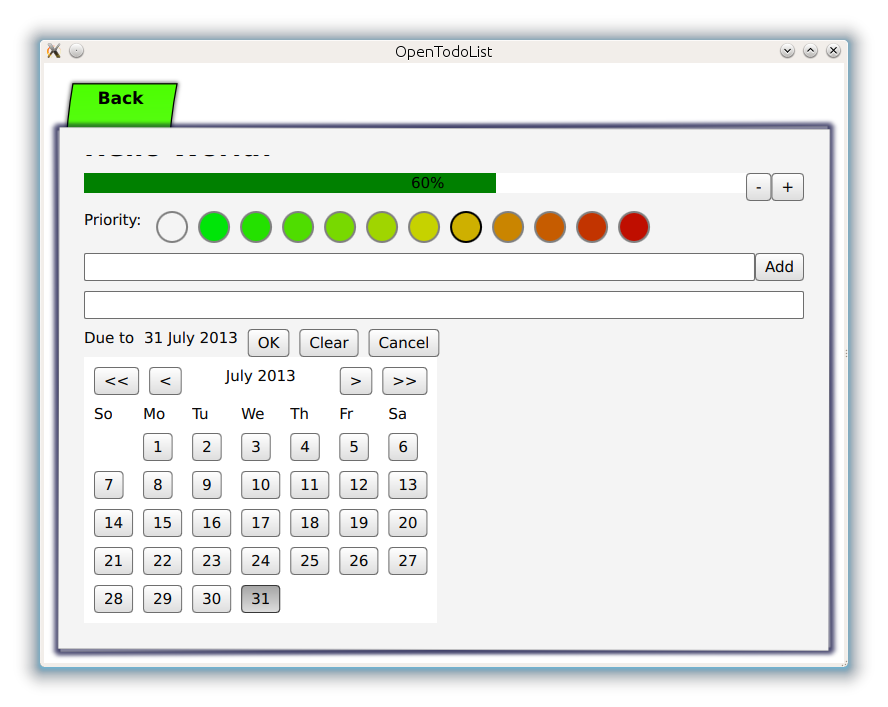 OpenTodoList
Back
60%
- +
Priority:
Add
Due to 31 July 2013 OK Clear Cancel
<< < July 2013 > >>
So Mo Tu We Th Fr Sa
1 2 3 4 5 6
7 8 9 10 11 12 13
14 15 16 17 18 19 20
21 22 23 24 25 26 27
28 29 30 31